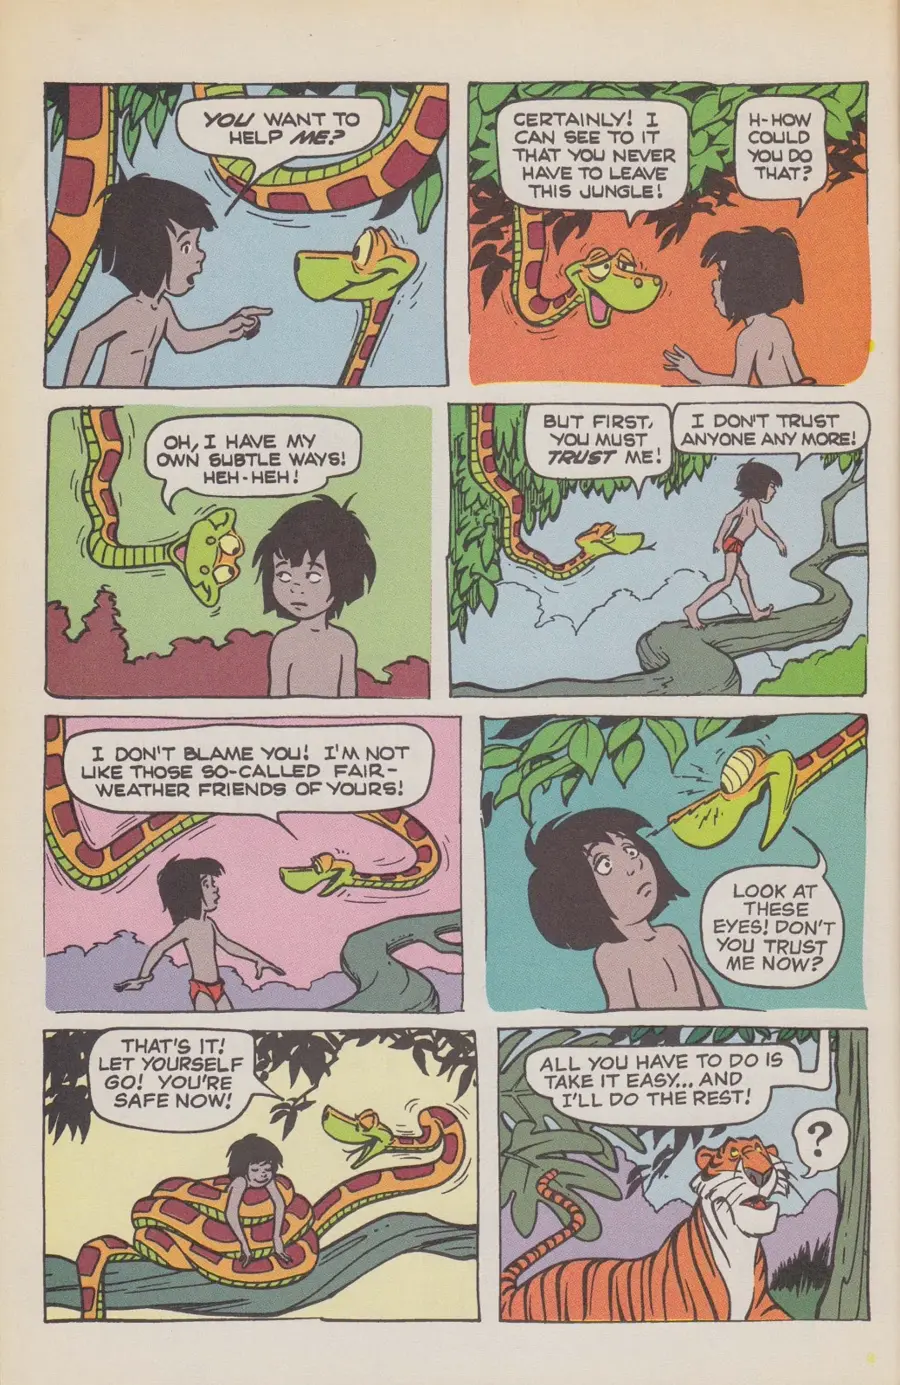 YOU WANT TO
HELP ME?
CERTAINLY! I
CAN SEE TO IT
THAT YOU NEVER
HAVE TO LEAVE
THIS JUNGLE!
H-HOW
COULD
YOU DO
THAT?
OH, I HAVE MY
OWN SUBTLE WAYS!
HEH-HEH!
BUT FIRST,
YOU MUST
TRUST ME!
I DON'T TRUST
ANYONE ANY MORE!
I DON'T BLAME YOU! I'M NOT
LIKE THOSE SO-CALLED FAIR-
WEATHER FRIENDS OF YOURS!
LOOK AT
THESE
EYES! DON'T
YOU TRUST
ME NOW?
THAT'S IT!
LET YOURSELF
GO! YOU'RE
SAFE NOW!
ALL YOU HAVE TO DO IS
TAKE IT EASY... AND
I'LL DO THE REST!
?